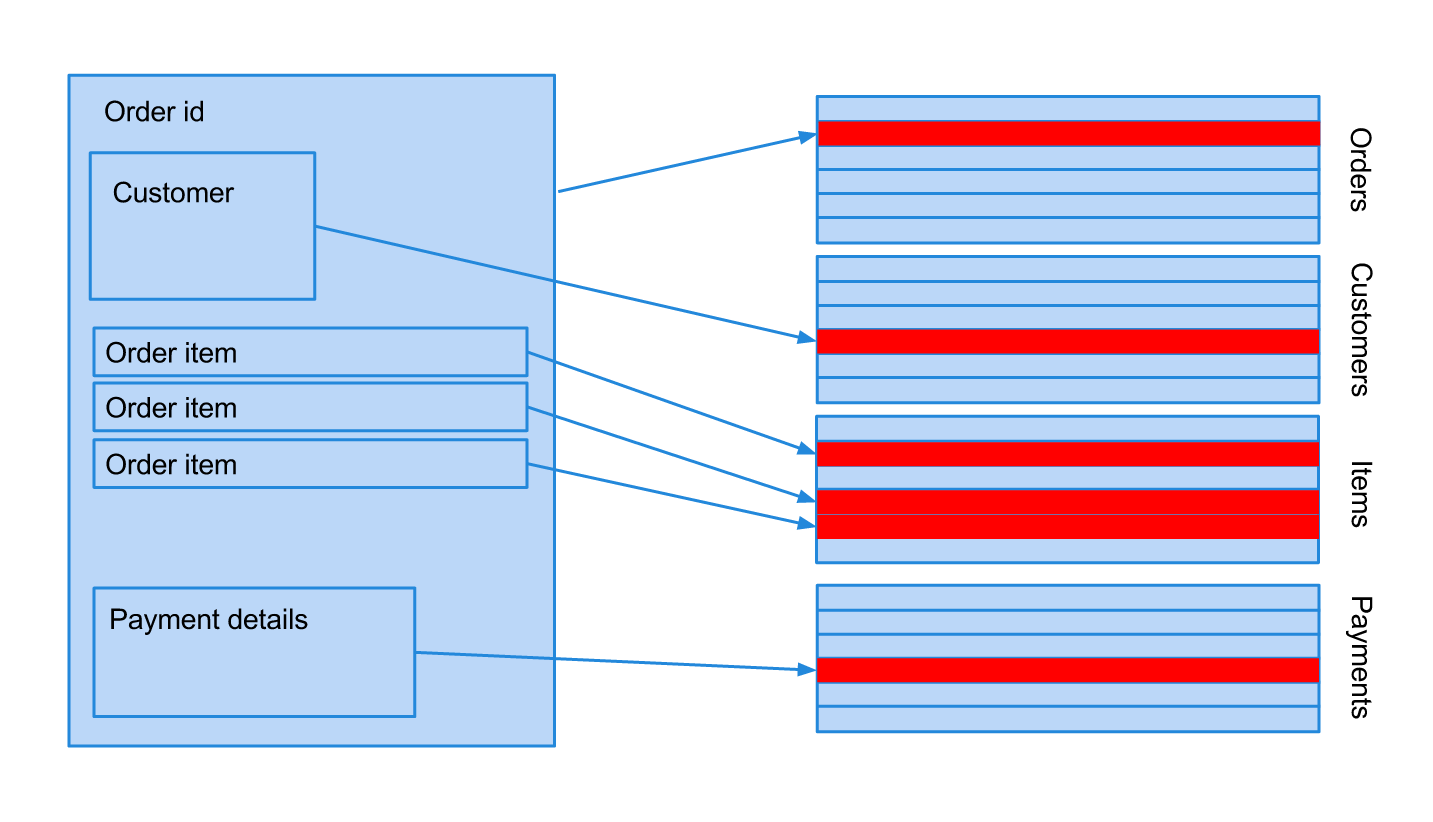 Order id
Customer
Order item
Order item
Order item
Payment details
Orders
Customers
Items
Payments